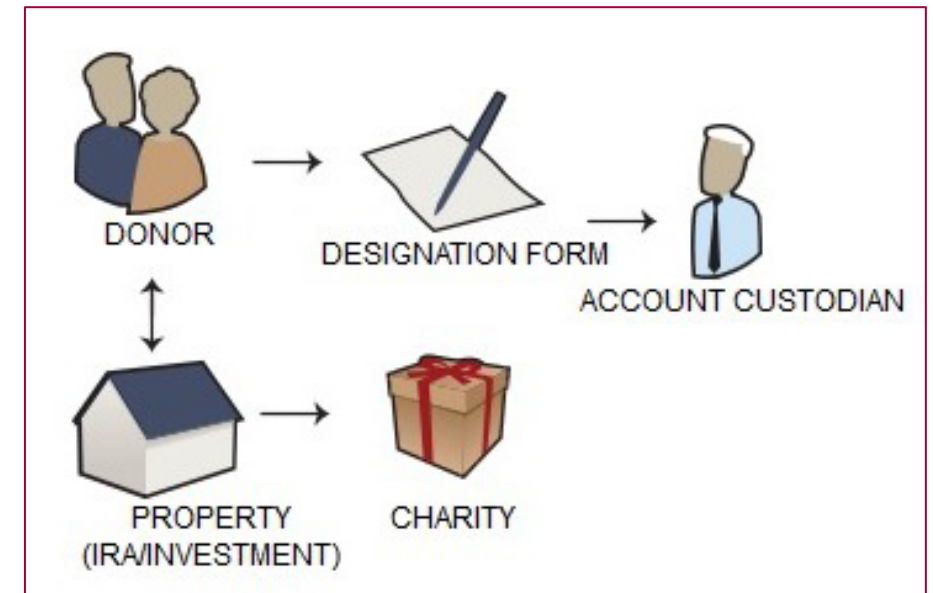 DONOR
DESIGNATION FORM
ACCOUNT CUSTODIAN
PROPERTY
(IRA/INVESTMENT)
CHARITY